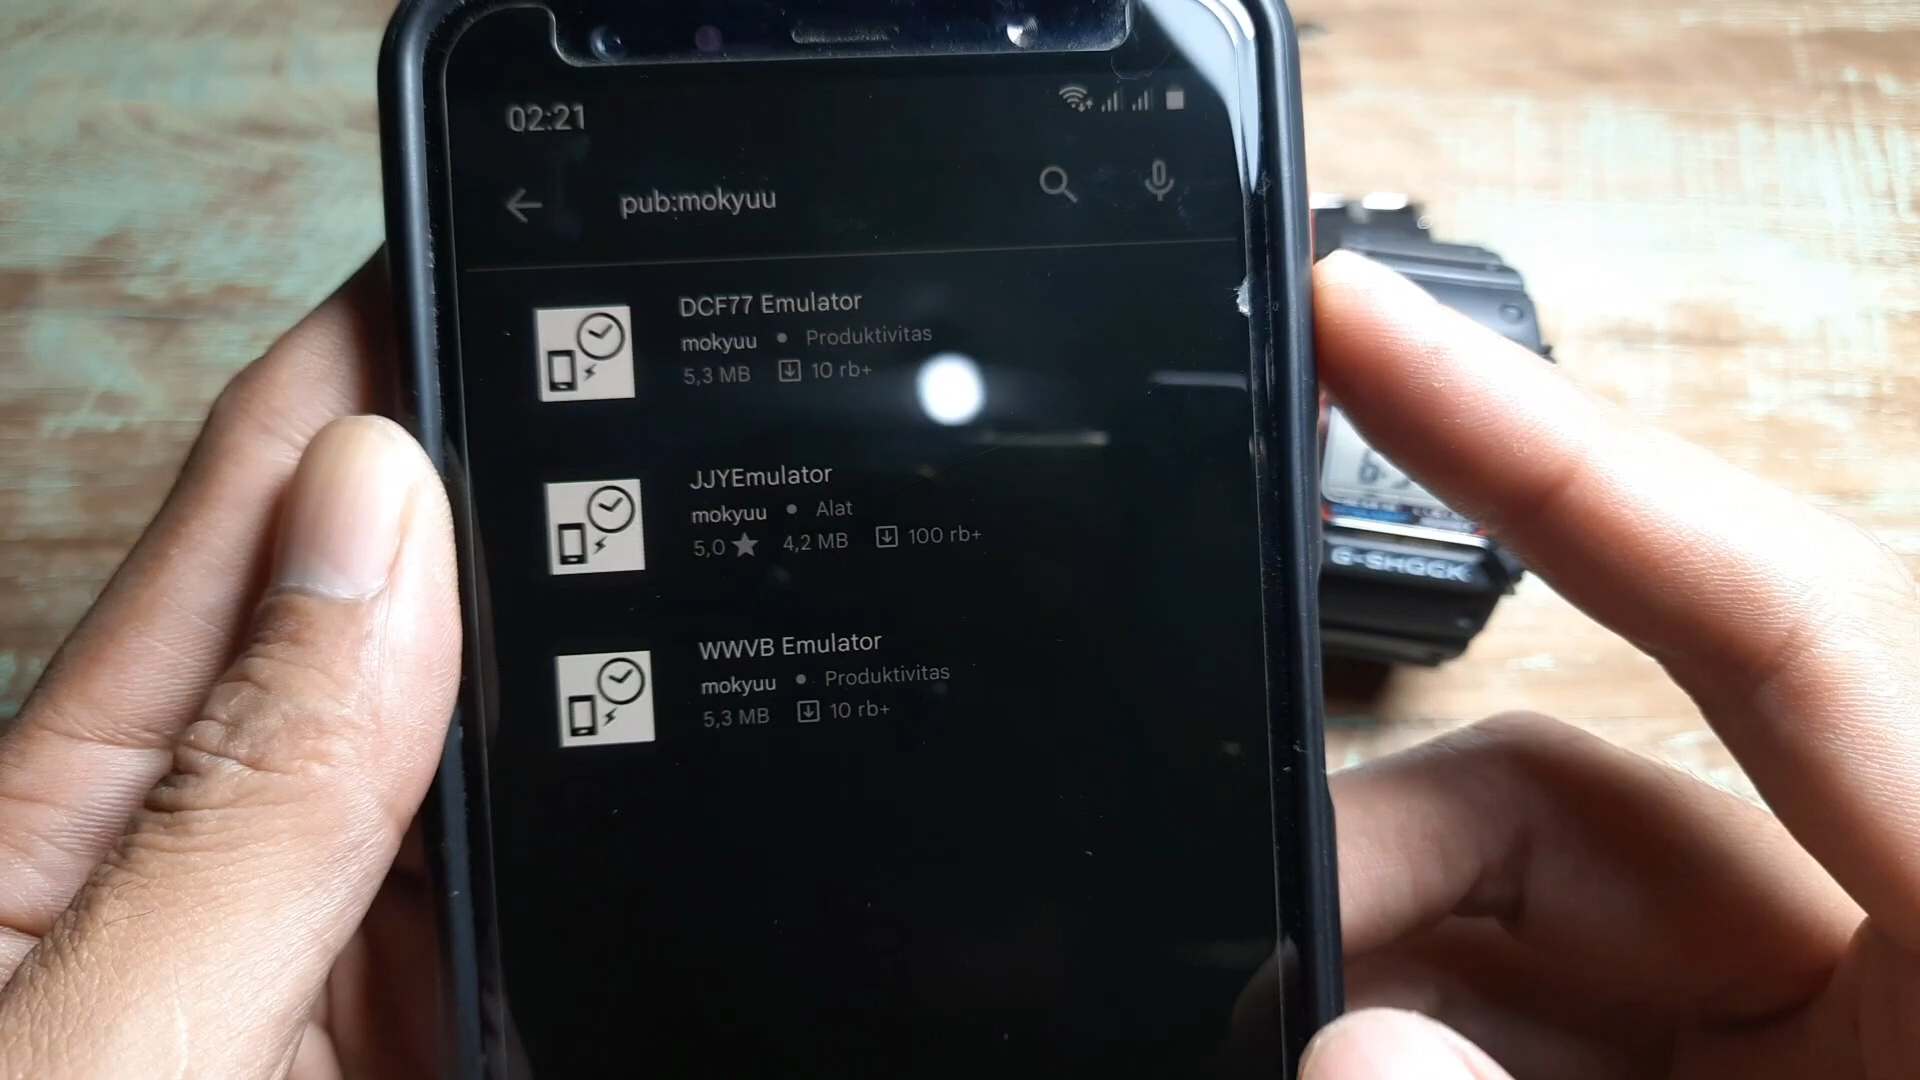 02:21
pub:mokyuu
DCF77 Emulator
mokyuu • Produktivitas
5,3 MB 10 rb+
JJYEmulator
mokyuu • Alat
5,0★ 4,2 MB 100 rb+
WWVB Emulator
mokyuu • Produktivitas
5,3 MB 10 rb+
G-SHOCK